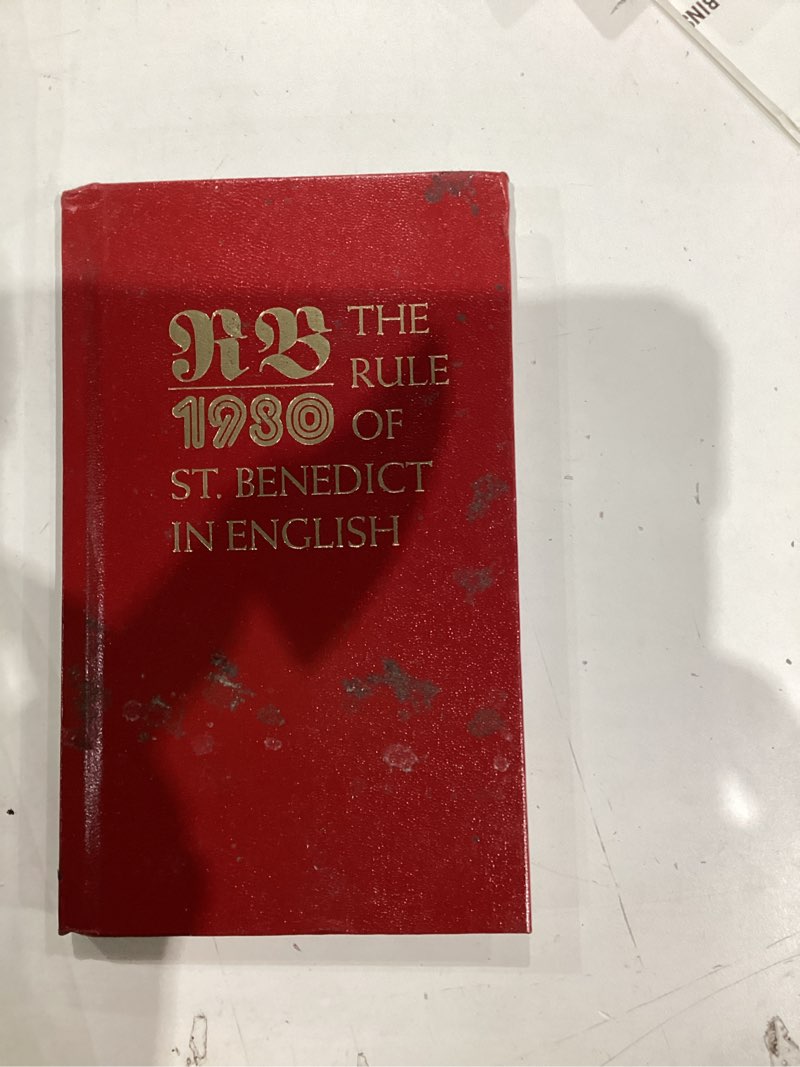 RB
1980
THE
RULE
OF
ST. BENEDICT
IN ENGLISH